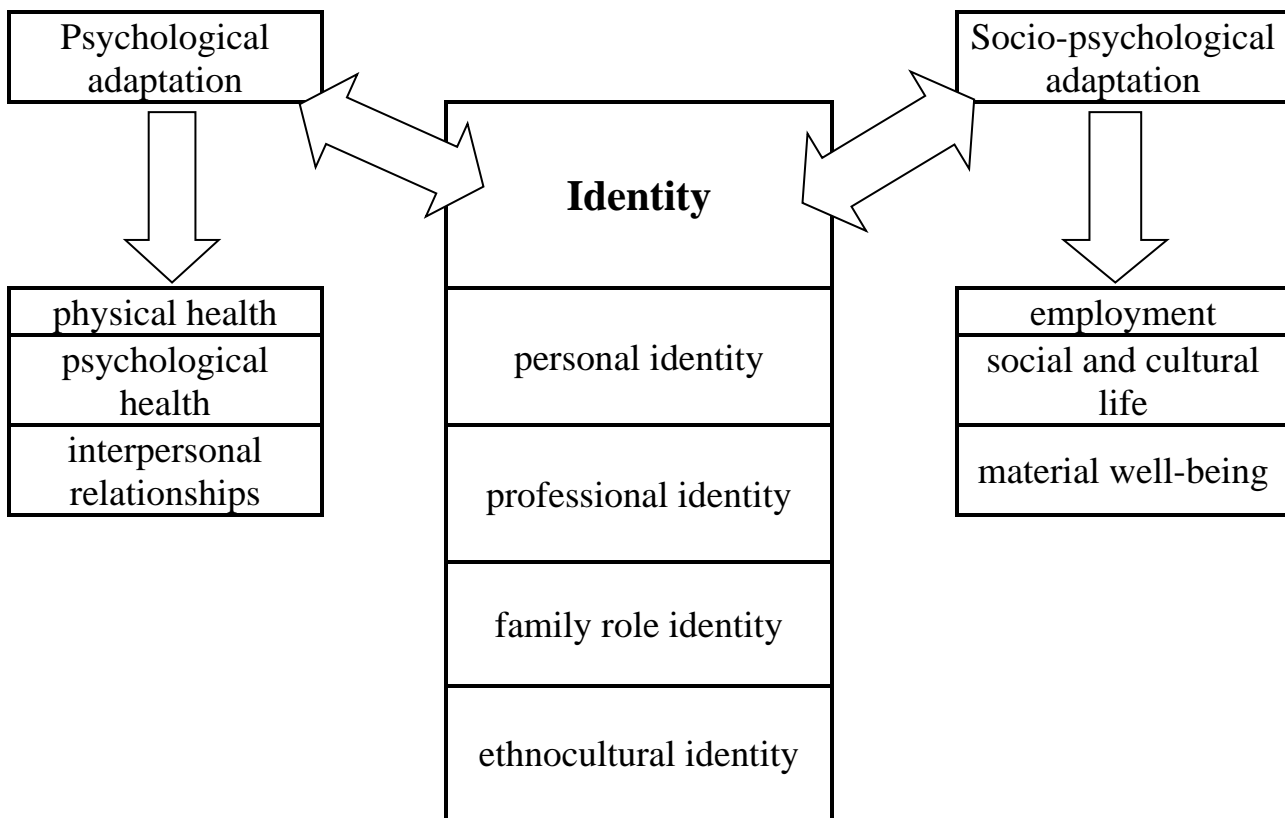 Psychological
adaptation
Socio-psychological
adaptation
Identity
physical health
psychological
health
interpersonal
relationships
personal identity
professional identity
family role identity
ethnocultural identity
employment
social and cultural
life
material well-being